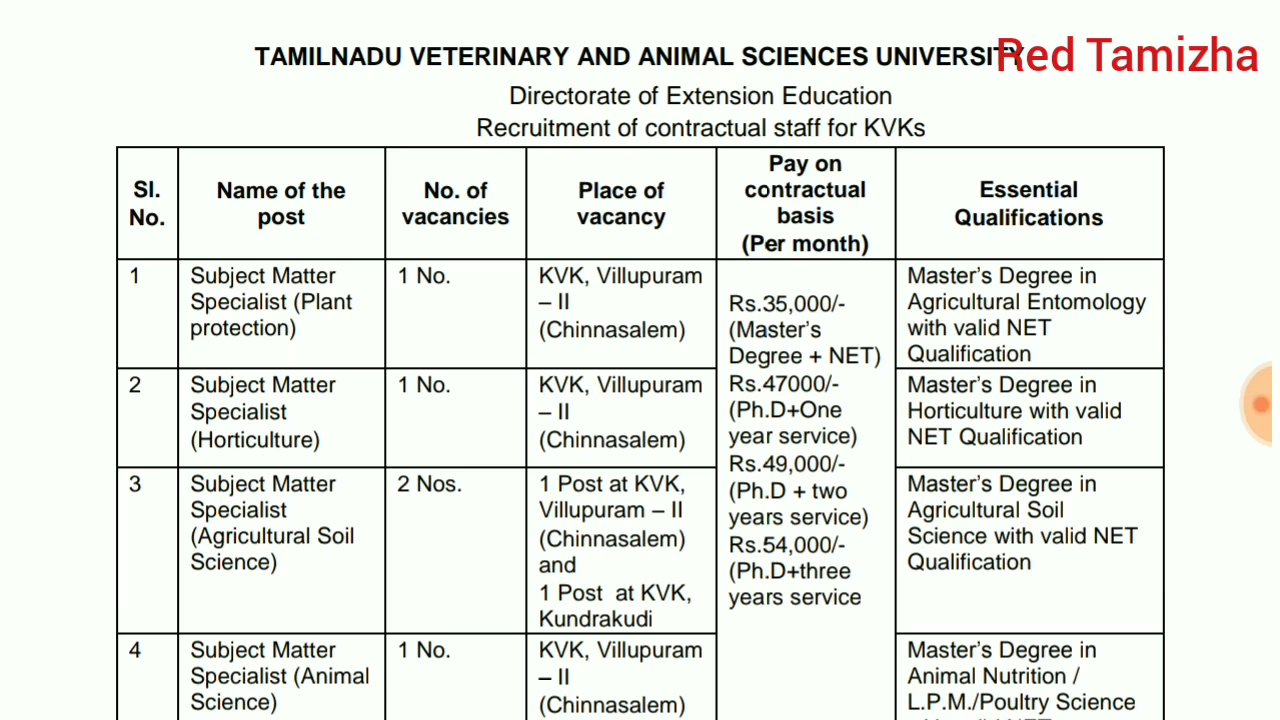 TAMILNADU VETERINARY AND ANIMAL SCIENCES UNIVERSITY
Red Tamizha
Directorate of Extension Education
Recruitment of contractual staff for KVKs
Sl.
No.
Name of the
post
No. of
vacancies
Place of
vacancy
Pay on
contractual
basis
(Per month)
Essential
Qualifications
1
Subject Matter
Specialist (Plant
protection)
1 No.
KVK, Villupuram
– II
(Chinnasalem)
Rs.35,000/-
(Master’s
Degree + NET)
Rs.47000/-
(Ph.D+One
year service)
Rs.49,000/-
(Ph.D + two
years service)
Rs.54,000/-
(Ph.D+three
years service
Master’s Degree in
Agricultural Entomology
with valid NET
Qualification
2
Subject Matter
Specialist
(Horticulture)
1 No.
KVK, Villupuram
– II
(Chinnasalem)
Master’s Degree in
Horticulture with valid
NET Qualification
3
Subject Matter
Specialist
(Agricultural Soil
Science)
2 Nos.
1 Post at KVK,
Villupuram – II
(Chinnasalem)
and
1 Post at KVK,
Kundrakudi
Master’s Degree in
Agricultural Soil
Science with valid NET
Qualification
4
Subject Matter
Specialist (Animal
Science)
1 No.
KVK, Villupuram
– II
(Chinnasalem)
Master’s Degree in
Animal Nutrition /
L.P.M./Poultry Science